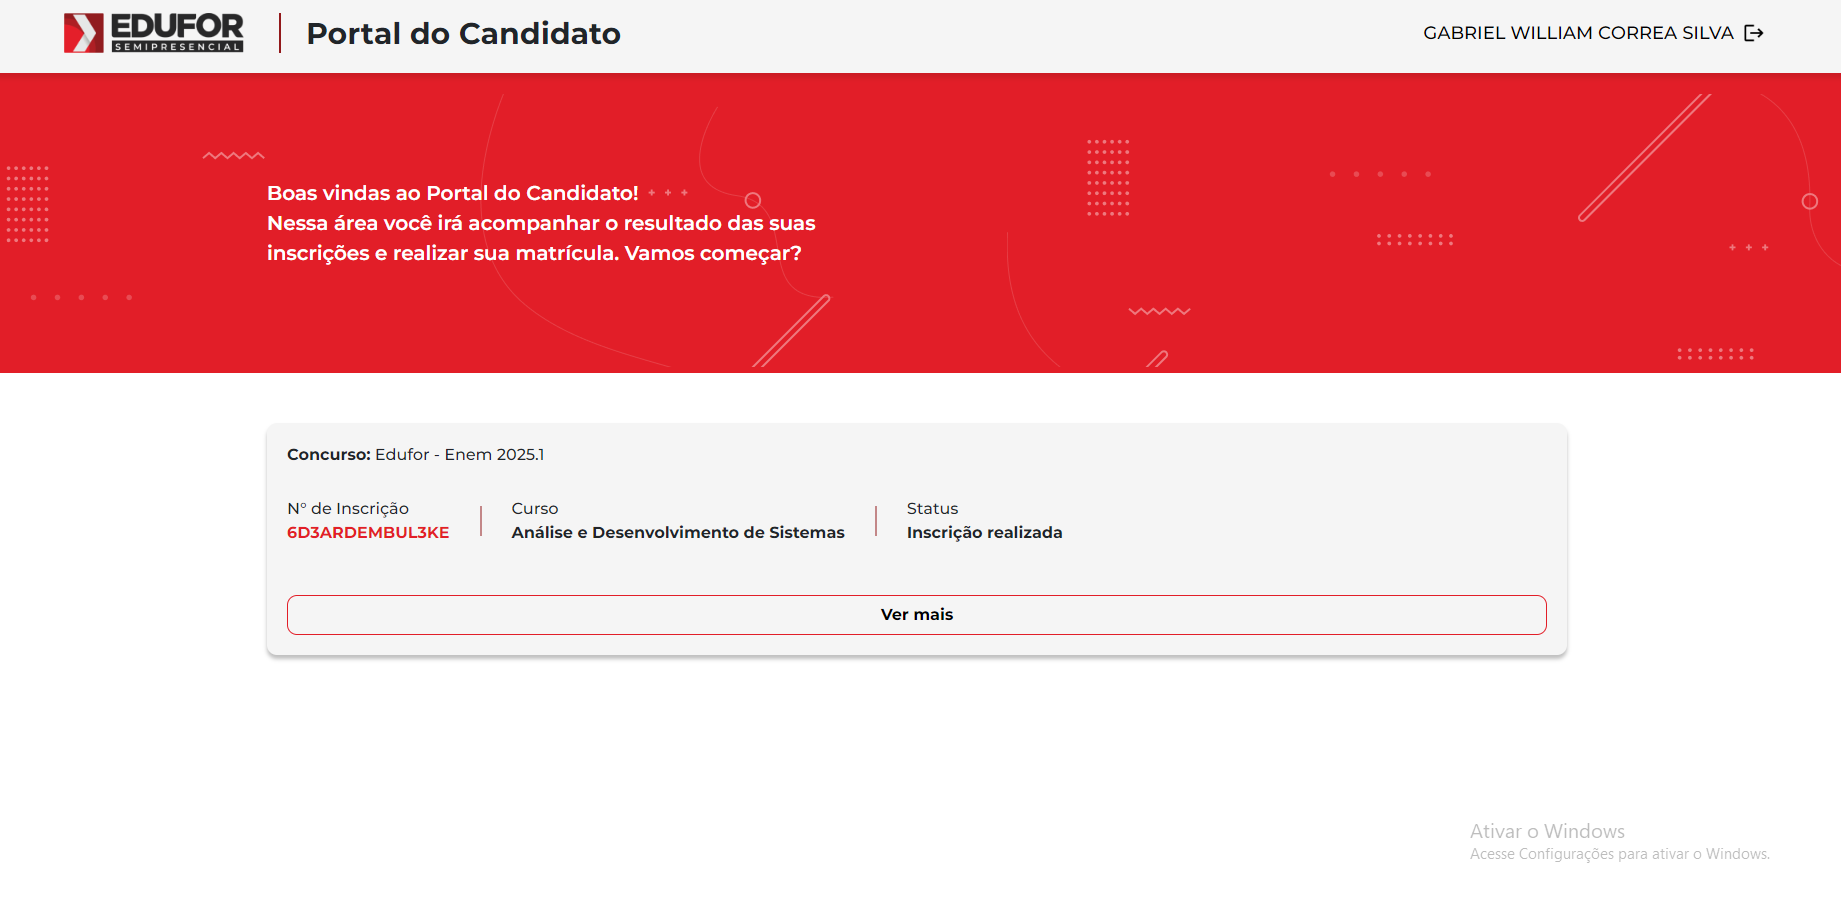 EDUFOR
SEMIPRESENCIAL
Portal do Candidato
GABRIEL WILLIAM CORREA SILVA
Boas vindas ao Portal do Candidato!
Nessa área você irá acompanhar o resultado das suas
inscrições e realizar sua matrícula. Vamos começar?
Concurso: Edufor - Enem 2025.1
N° de Inscrição
6D3ARDEMBUL3KE
Curso
Análise e Desenvolvimento de Sistemas
Status
Inscrição realizada
Ver mais
Ativar o Windows
Acesse Configurações para ativar o Windows.